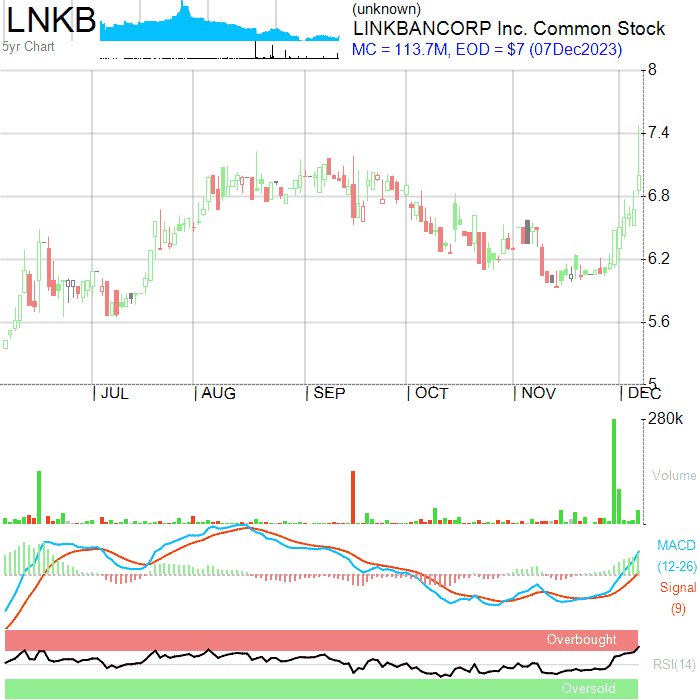 LNKB
5yr Chart
(unknown)
LINKBANCORP Inc. Common Stock
MC = 113.7M, EOD = $7 (07Dec2023)
8
7.4
6.8
6.2
5.6
5
JUL
AUG
SEP
OCT
NOV
DEC
280k
Volume
MACD
(12-26)
Signal
(9)
Overbought
RSI(14)
Oversold